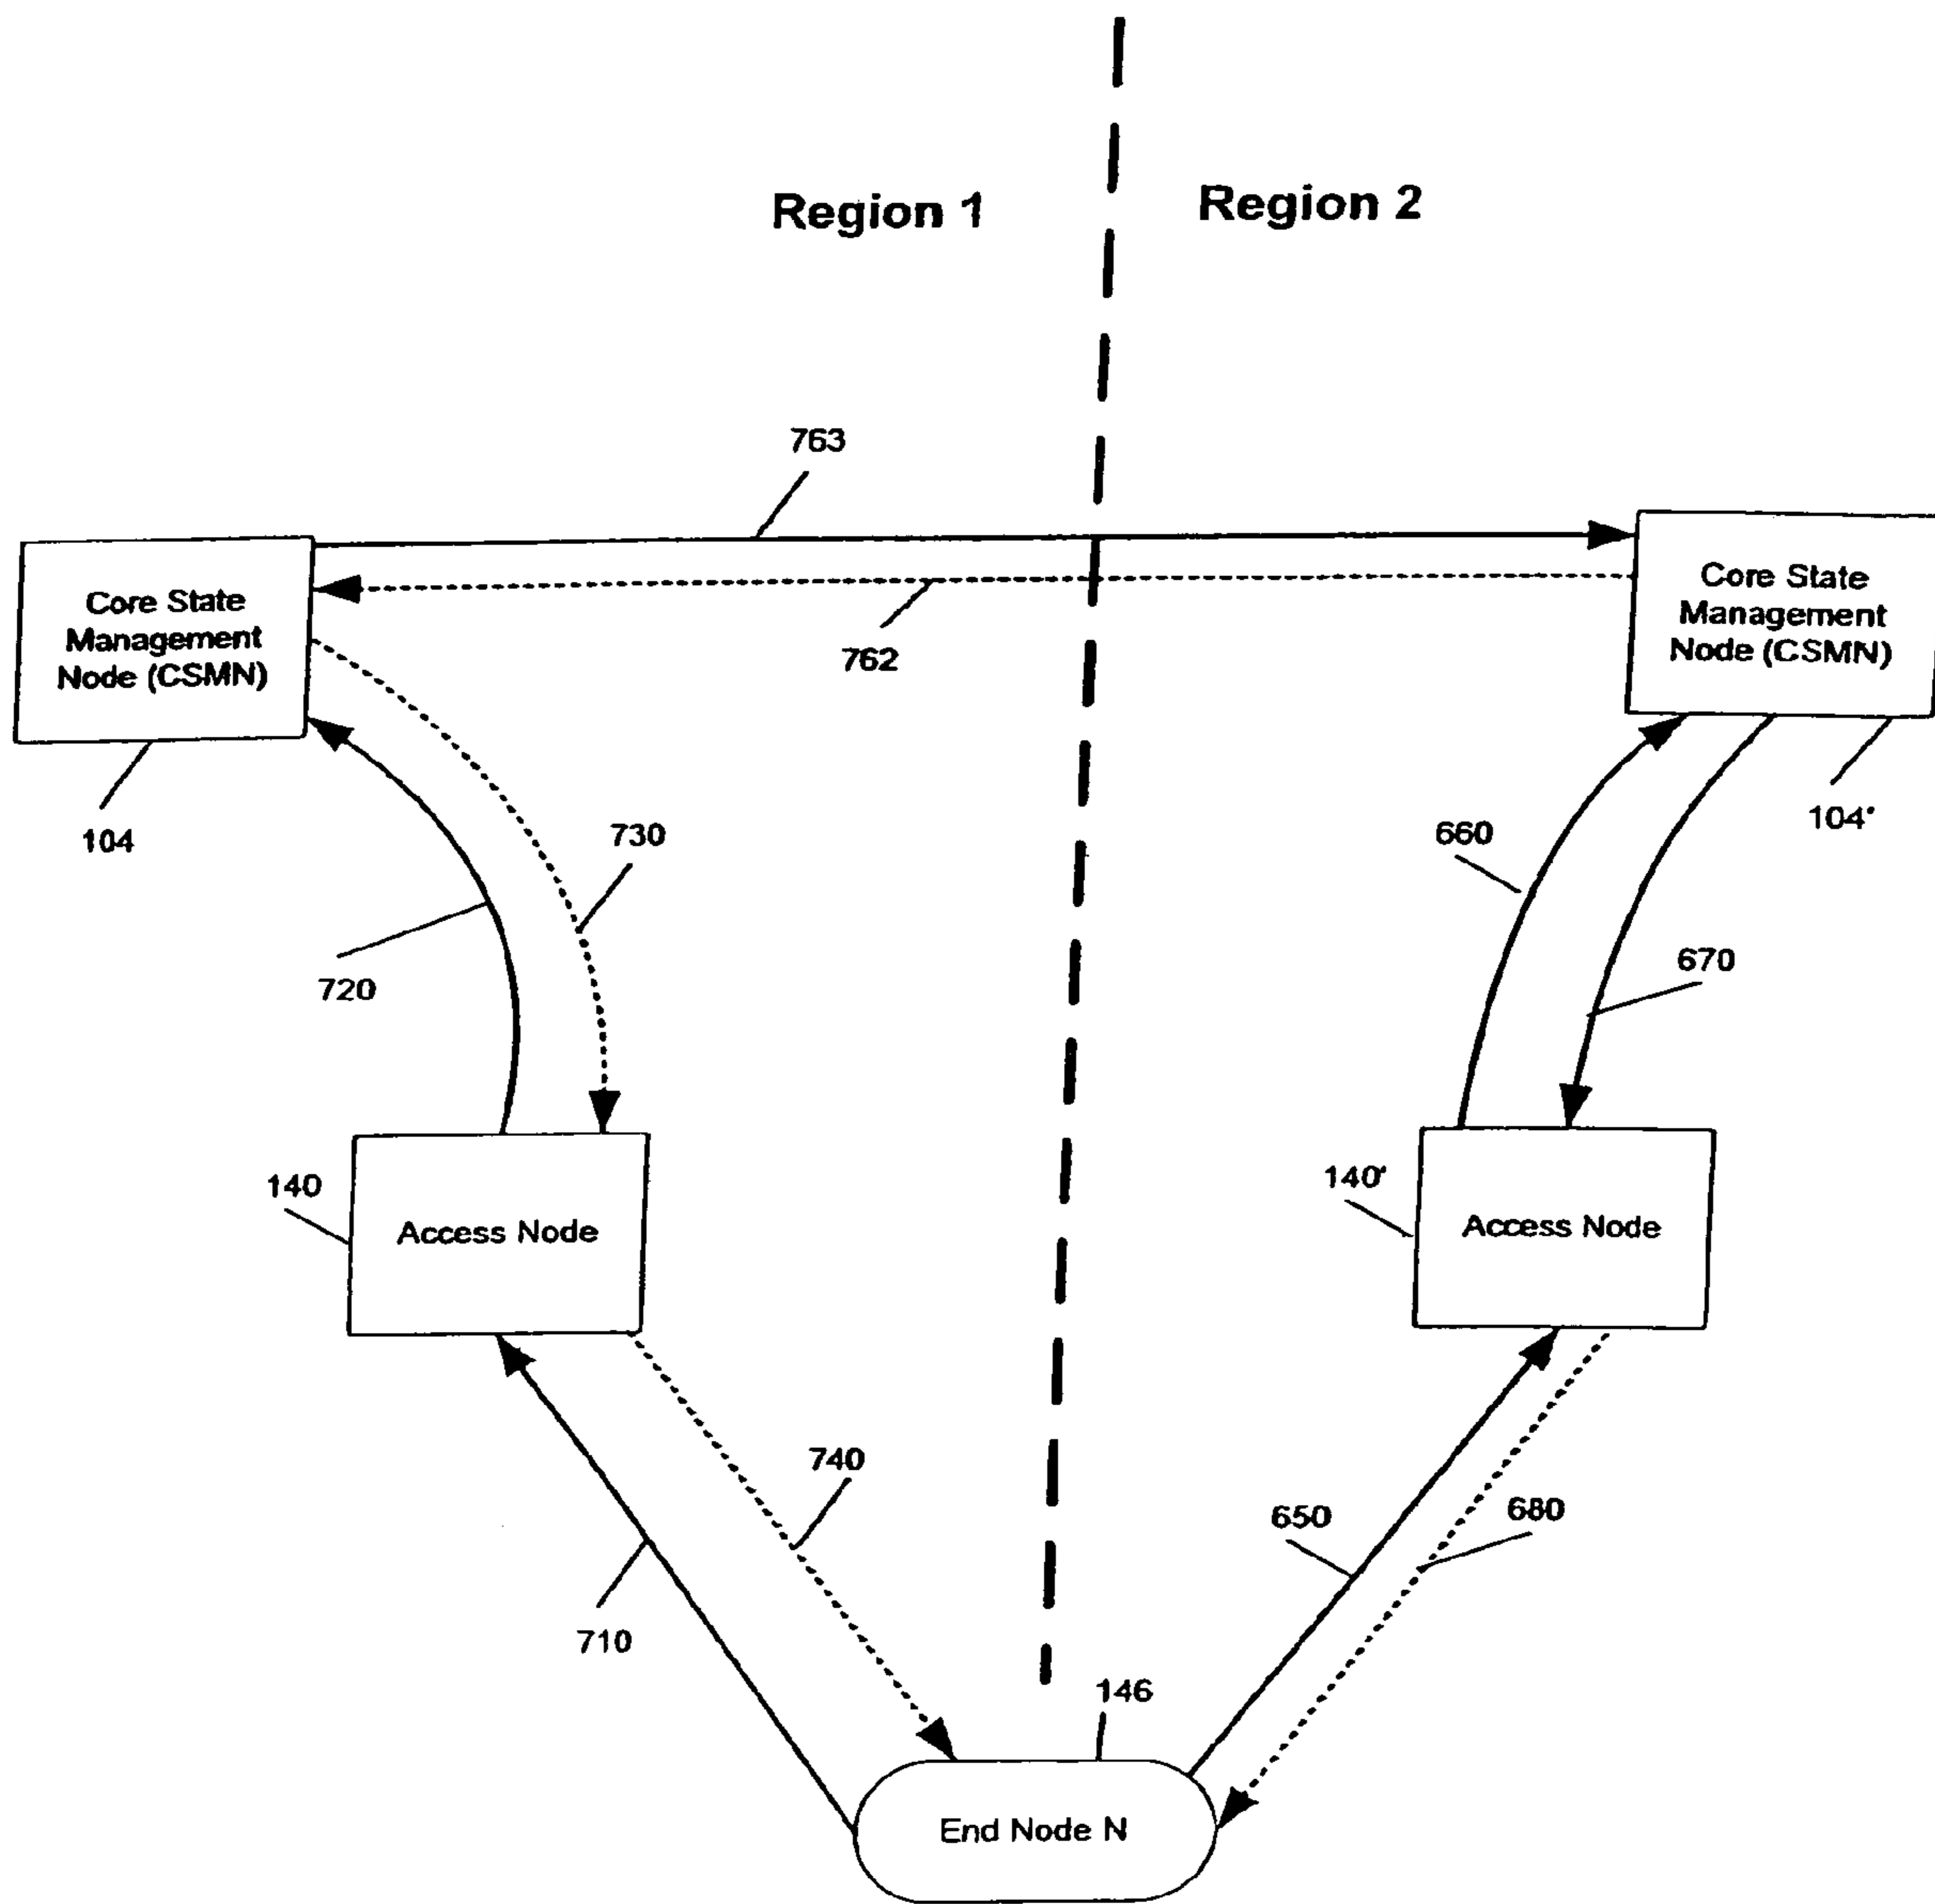 Region 1
Region 2
763
Core State
Management
Node (CSMN)
762
Core State
Management
Node (CSMN)
104
730
660
104'
720
670
140
Access Node
140'
Access Node
740
650
680
710
146
End Node N